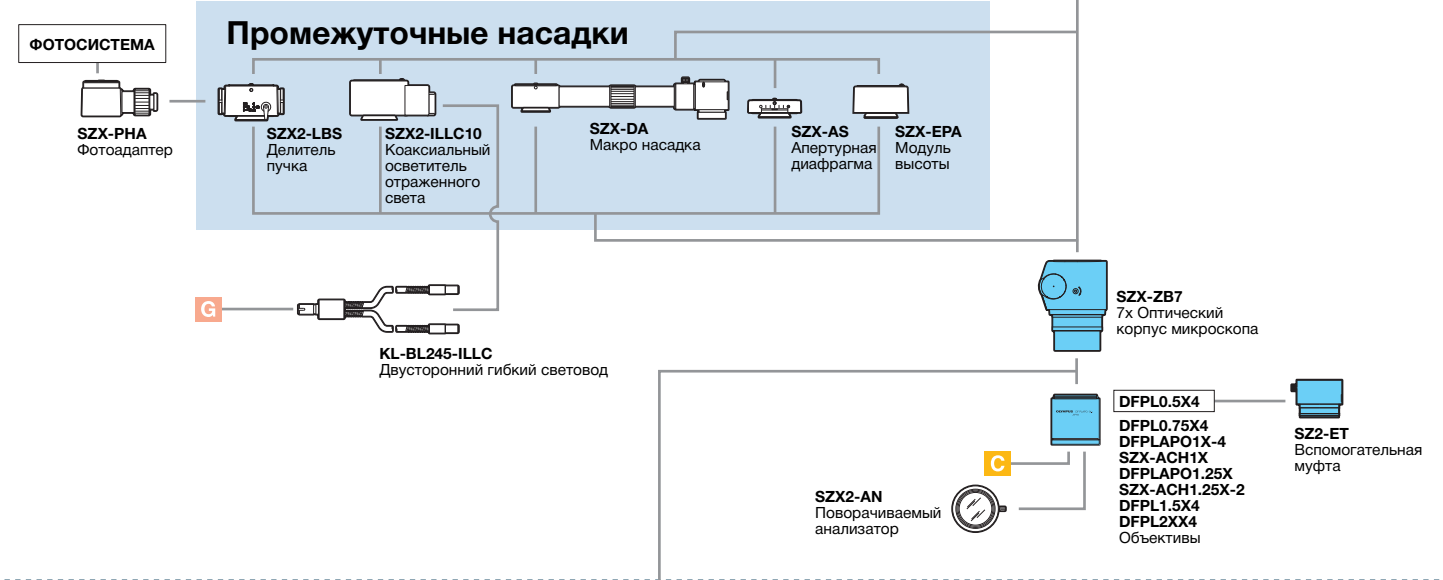 Промежуточные насадки
ФОТОСИСТЕМА
SZX-PHA
Фотоадаптер
SZX2-LBS
Делитель
пучка
SZX2-ILLC10
Коаксиальный
осветитель
отраженного
света
SZX-DA
Макро насадка
SZX-AS
Апертурная
диафрагма
SZX-EPA
Модуль
высоты
G
KL-BL245-ILLC
Двусторонний гибкий световод
SZX-ZB7
7x Оптический
корпус микроскопа
DFPL0.5X4
DFPL0.75X4
DFPLAPO1X-4
SZX-ACH1X
DFPLAPO1.25X
SZX-ACH1.25X-2
DFPL1.5X4
DFPL2XX4
Объективы
SZ2-ET
Вспомогательная
муфта
C
SZX2-AN
Поворачиваемый
анализатор
OLYMPUS